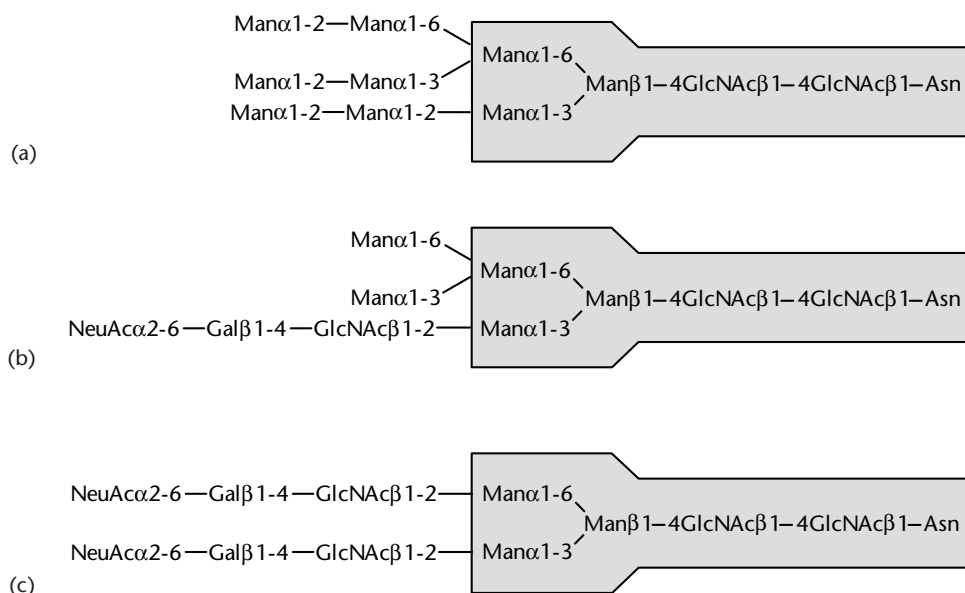 Manα1-2—Manα1-6
Manα1-6
Manα1-2—Manα1-3
Manβ1–4GlcNAcβ1–4GlcNAcβ1–Asn
Manα1-2—Manα1-2—Manα1-3
(a)
Manα1-6
Manα1-6
Manα1-3
Manβ1–4GlcNAcβ1–4GlcNAcβ1–Asn
NeuAcα2-6—Galβ1-4—GlcNAcβ1-2—Manα1-3
(b)
NeuAcα2-6—Galβ1-4—GlcNAcβ1-2—Manα1-6
Manβ1–4GlcNAcβ1–4GlcNAcβ1–Asn
NeuAcα2-6—Galβ1-4—GlcNAcβ1-2—Manα1-3
(c)